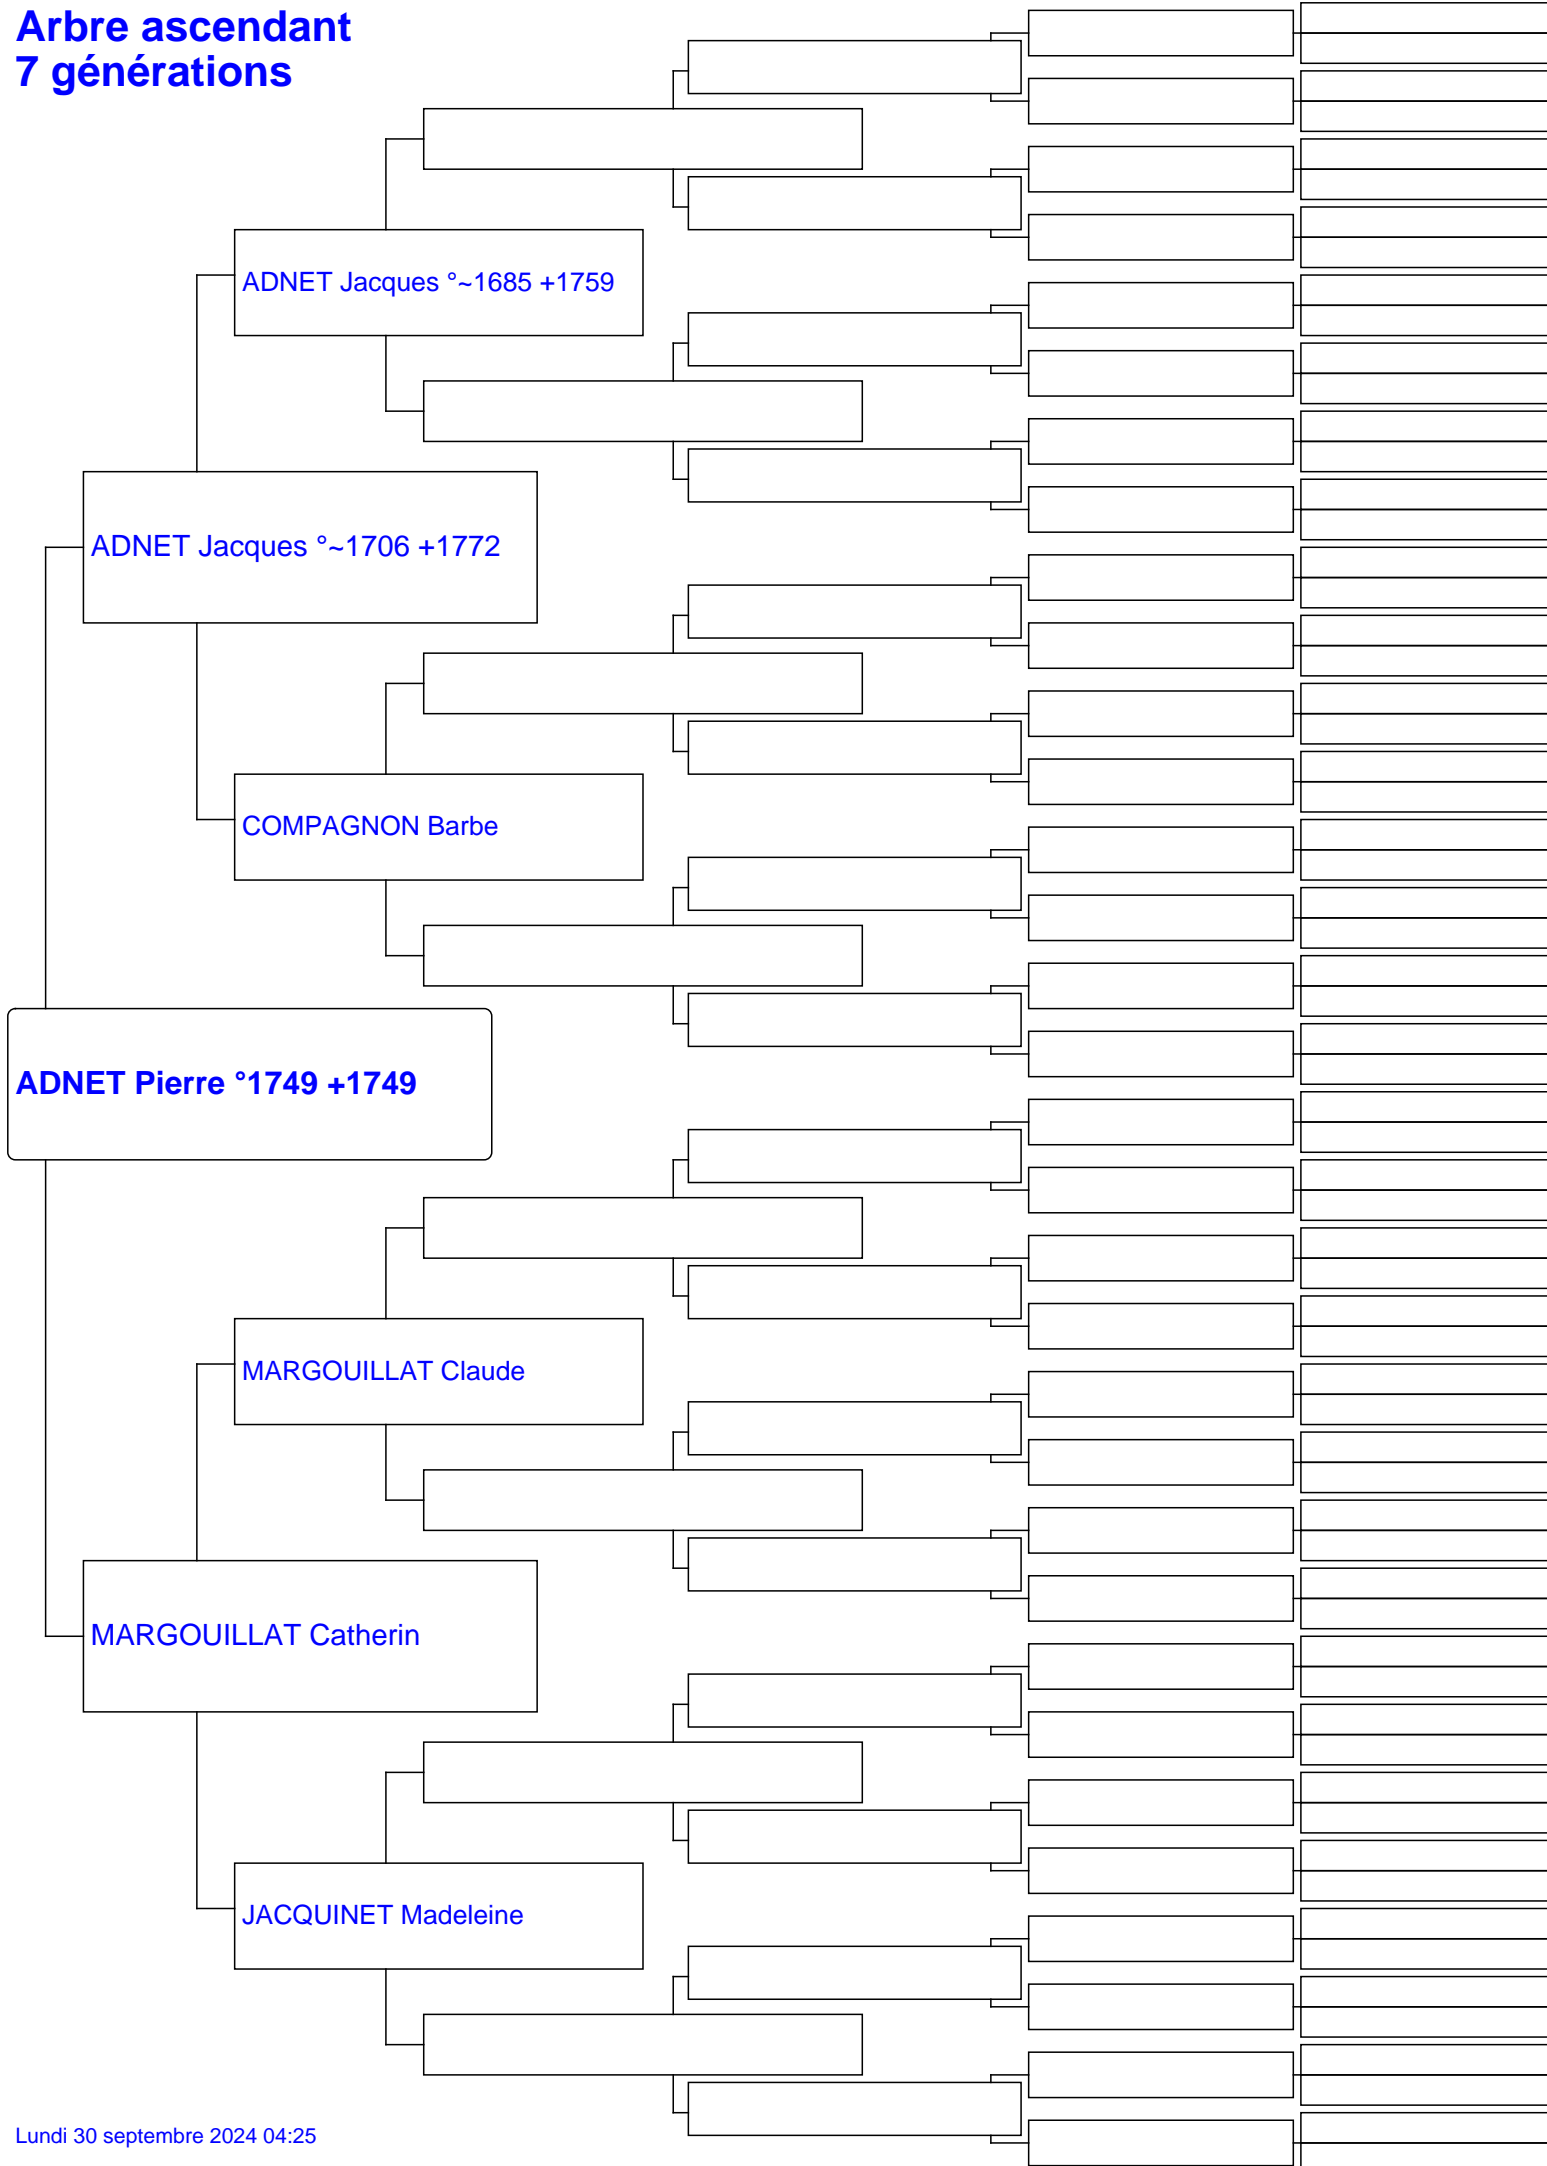 Arbre ascendant
7 générations
ADNET Jacques °~1685 +1759
ADNET Jacques °~1706 +1772
COMPAGNON Barbe
ADNET Pierre °1749 +1749
MARGOUILLAT Claude
MARGOUILLAT Catherin
JACQUINET Madeleine
Lundi 30 septembre 2024 04:25